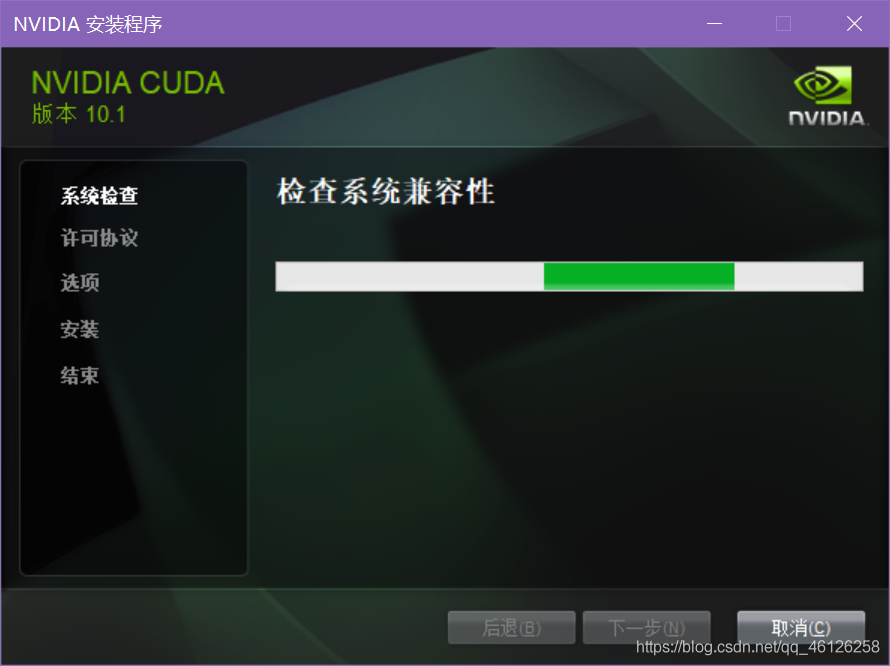 NVIDIA 安装程序
NVIDIA CUDA
版本 10.1
NVIDIA.
系统检查
许可协议
选项
安装
结束
检查系统兼容性
后退(B)
下一步(N)
取消(C)
https://blog.csdn.net/qq_46126258